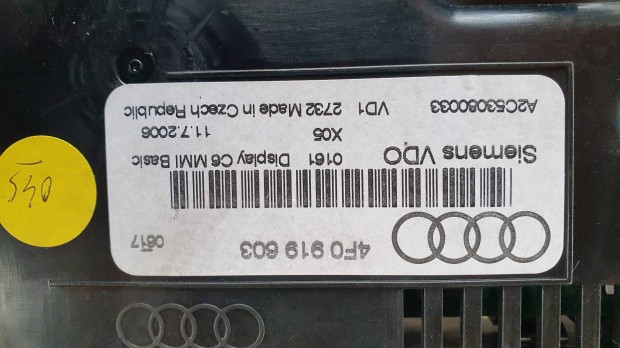 4F0 919 603
0617
Siemens VDO
0161 Display C6 MMI Basic
X05 11.7.2006
A2C53080033 VD1 2732 Made in Czech Republic